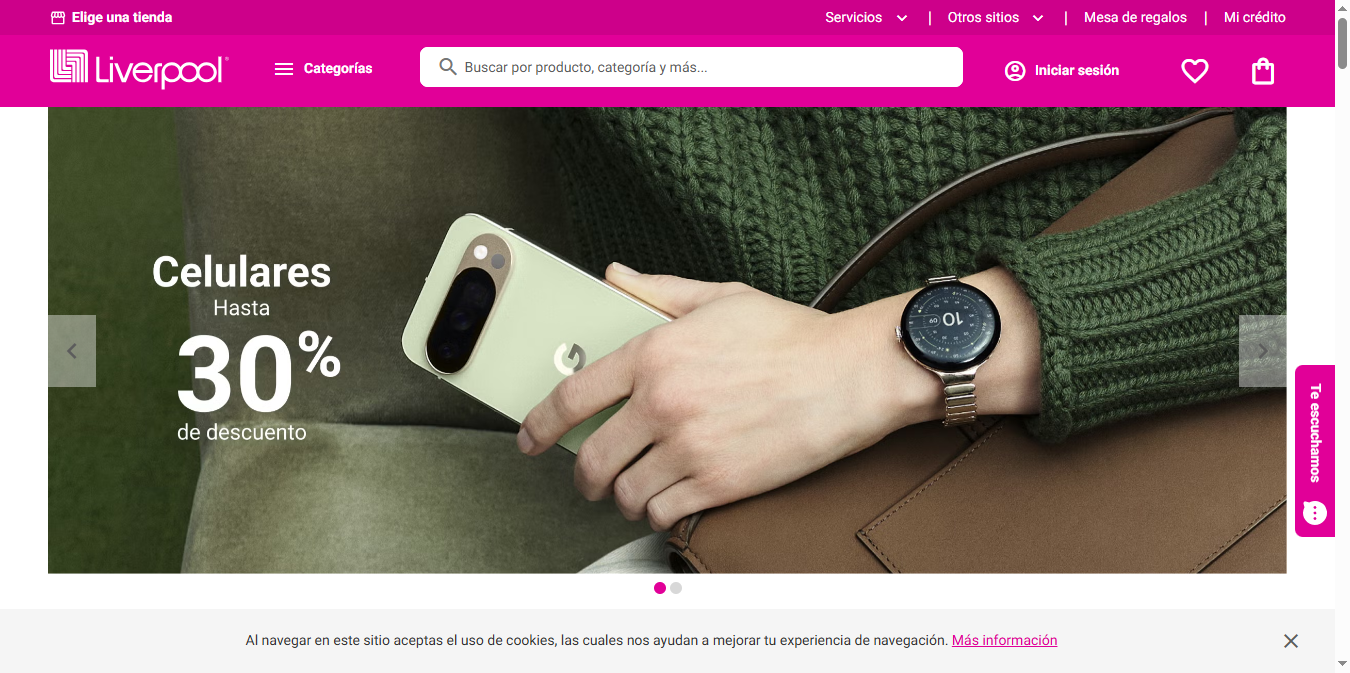 Elige una tienda
Servicios | Otros sitios | Mesa de regalos | Mi crédito
Liverpool
Categorías
Buscar por producto, categoría y más...
Iniciar sesión
Celulares
Hasta
30%
de descuento
10
Te escuchamos
Al navegar en este sitio aceptas el uso de cookies, las cuales nos ayudan a mejorar tu experiencia de navegación. Más información